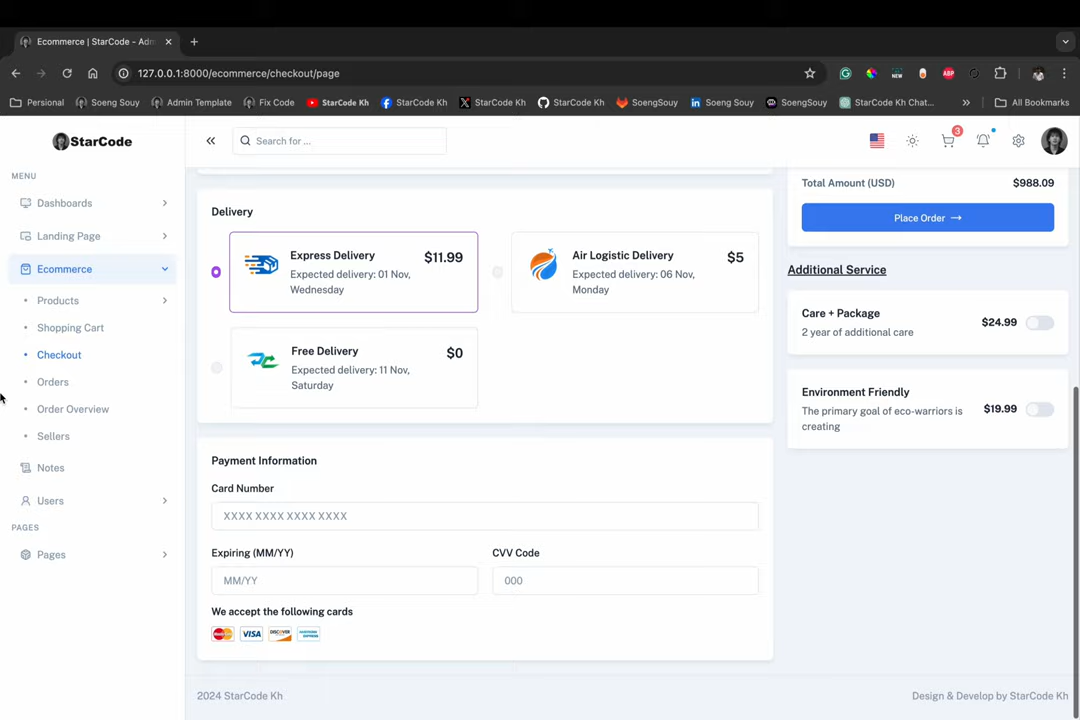 Ecommerce | StarCode - Adm
127.0.0.1:8000/ecommerce/checkout/page
ABP
NEW
Personal
Soeng Souy
Admin Template
Fix Code
StarCode Kh
StarCode Kh
StarCode Kh
StarCode Kh
SoengSouy
Soeng Souy
SoengSouy
StarCode Kh Chat...
All Bookmarks
StarCode
Search for ...
3
MENU
Dashboards
Landing Page
Ecommerce
Products
Shopping Cart
Checkout
Orders
Order Overview
Sellers
Notes
Users
PAGES
Pages
Delivery
Express Delivery
$11.99
Expected delivery: 01 Nov,
Wednesday
Air Logistic Delivery
$5
Expected delivery: 06 Nov,
Monday
Free Delivery
$0
Expected delivery: 11 Nov,
Saturday
Payment Information
Card Number
XXXX XXXX XXXX XXXX
Expiring (MM/YY)
CVV Code
MM/YY
000
We accept the following cards
VISA
DISCOVER
Total Amount (USD)
$988.09
Place Order →
Additional Service
Care + Package
2 year of additional care
$24.99
Environment Friendly
The primary goal of eco-warriors is
creating
$19.99
2024 StarCode Kh
Design & Develop by StarCode Kh